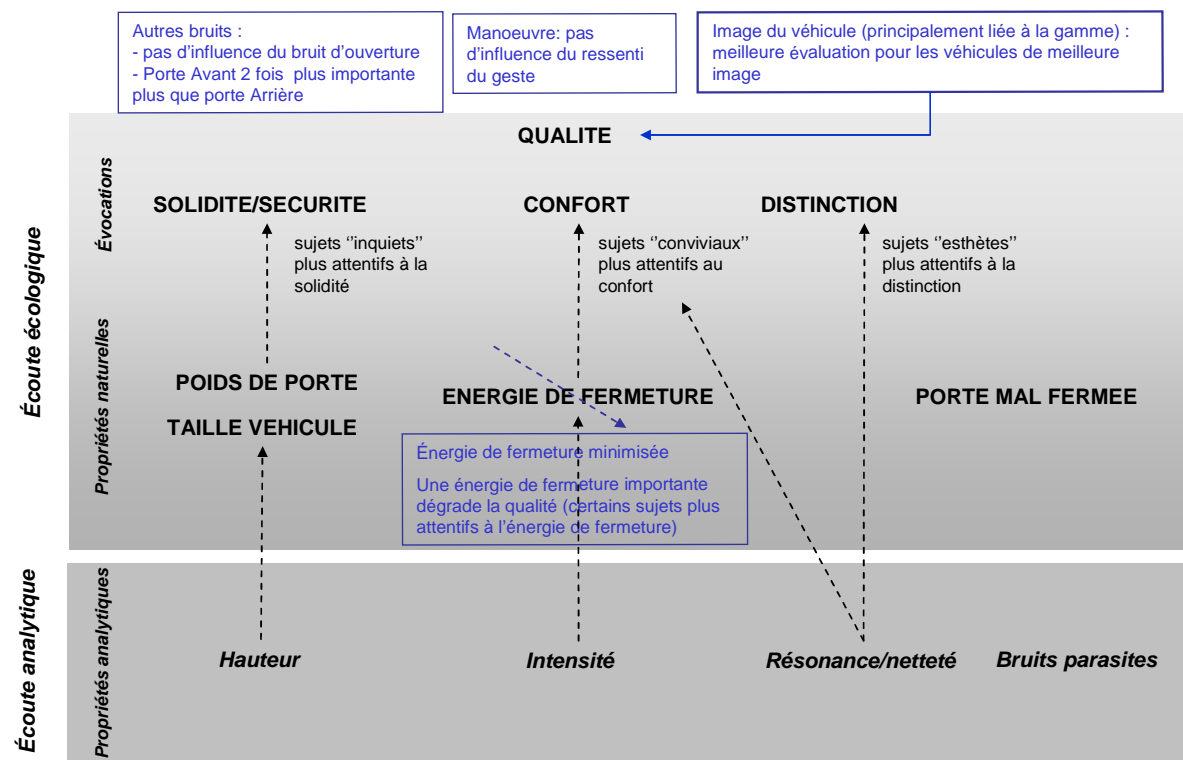 Autres bruits :
- pas d'influence du bruit d'ouverture
- Porte Avant 2 fois plus importante
plus que porte Arrière
Manoeuvre: pas
d'influence du ressenti
du geste
Image du véhicule (principalement liée à la gamme) :
meilleure évaluation pour les véhicules de meilleure
image
QUALITE
Écoute écologique
Évocations
SOLIDITE/SECURITE
CONFORT
DISTINCTION
sujets ''inquiets''
plus attentifs à la
solidité
sujets ''conviviaux''
plus attentifs au
confort
sujets ''esthètes''
plus attentifs à la
distinction
Propriétés naturelles
POIDS DE PORTE
TAILLE VEHICULE
ENERGIE DE FERMETURE
PORTE MAL FERMEE
Énergie de fermeture minimisée
Une énergie de fermeture importante
dégrade la qualité (certains sujets plus
attentifs à l'énergie de fermeture)
Écoute analytique
Propriétés analytiques
Hauteur
Intensité
Résonance/netteté
Bruits parasites